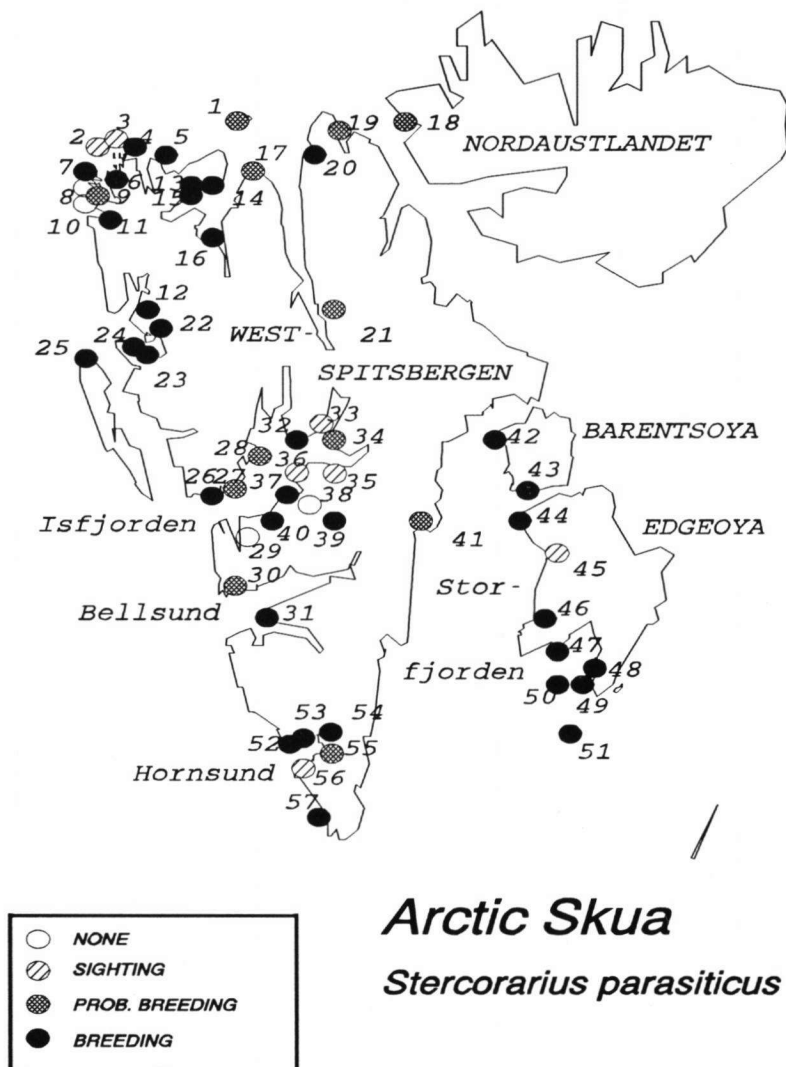 1
2 3 4 5
19 18
NORDAUSTLANDET
17
20
7
6 13 14
8 9 15
10 11
16
12
22
WEST- 21
24
25 23
SPITSBERGEN
33
32 34
28 36
42 BARENTSOYA
26 27 37 35
43
38
Isfjorden 40 39 41 44 EDGEOYA
29
45
30 Stor-
Bellsund 31 46
47
fjorden 48
50 49
53 54
52 51
55
Hornsund 56
57
Arctic Skua
Stercorarius parasiticus
NONE
SIGHTING
PROB. BREEDING
BREEDING